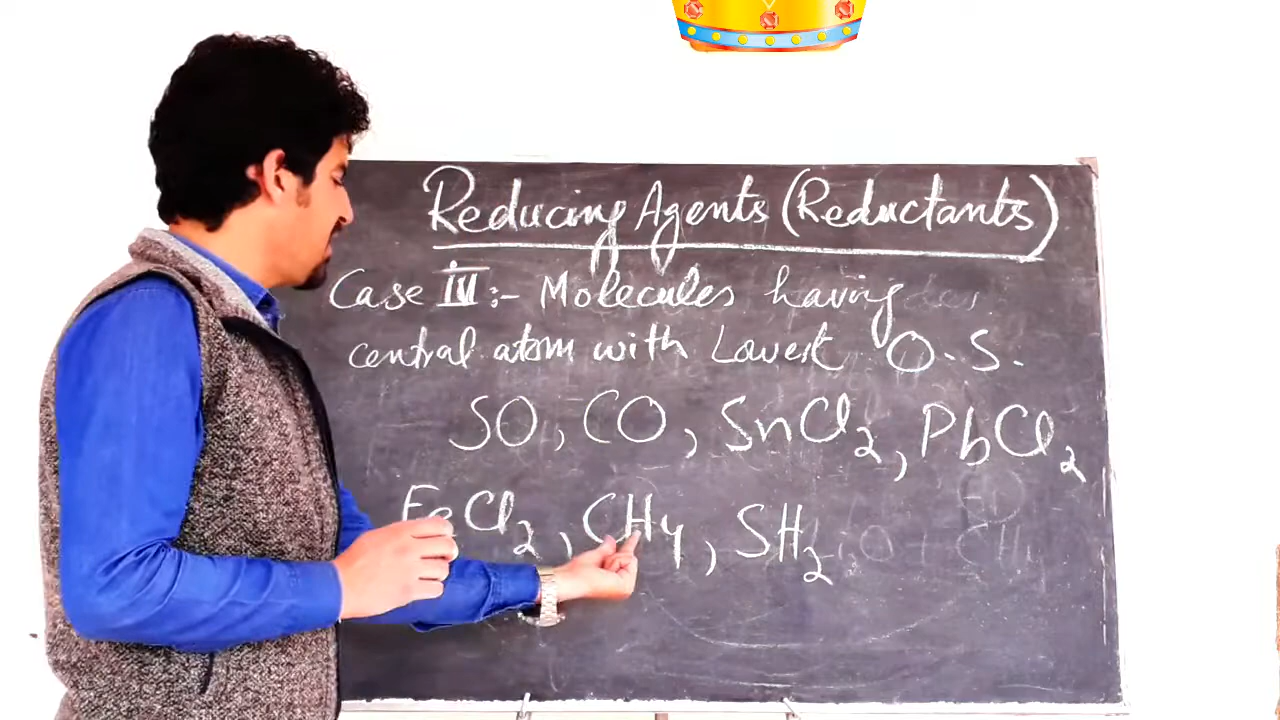 Reducing Agents (Reductants)
Case IV:- Molecules having
central atom with Lowest O.S.
SO, CO, SnCl2, PbCl2
FeCl2, CH4, SH2